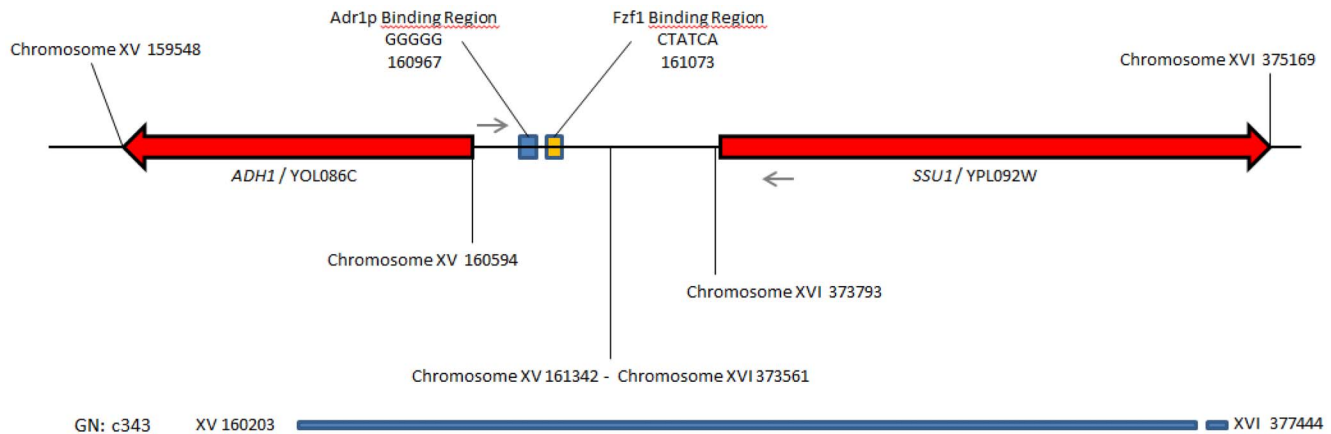 Adr1p Binding Region
GGGGG
160967
Fzf1 Binding Region
CTATCA
161073
Chromosome XV 159548
Chromosome XVI 375169
ADH1 / YOL086C
SSU1 / YPL092W
Chromosome XV 160594
Chromosome XVI 373793
Chromosome XV 161342 - Chromosome XVI 373561
GN: c343 XV 160203 XVI 377444